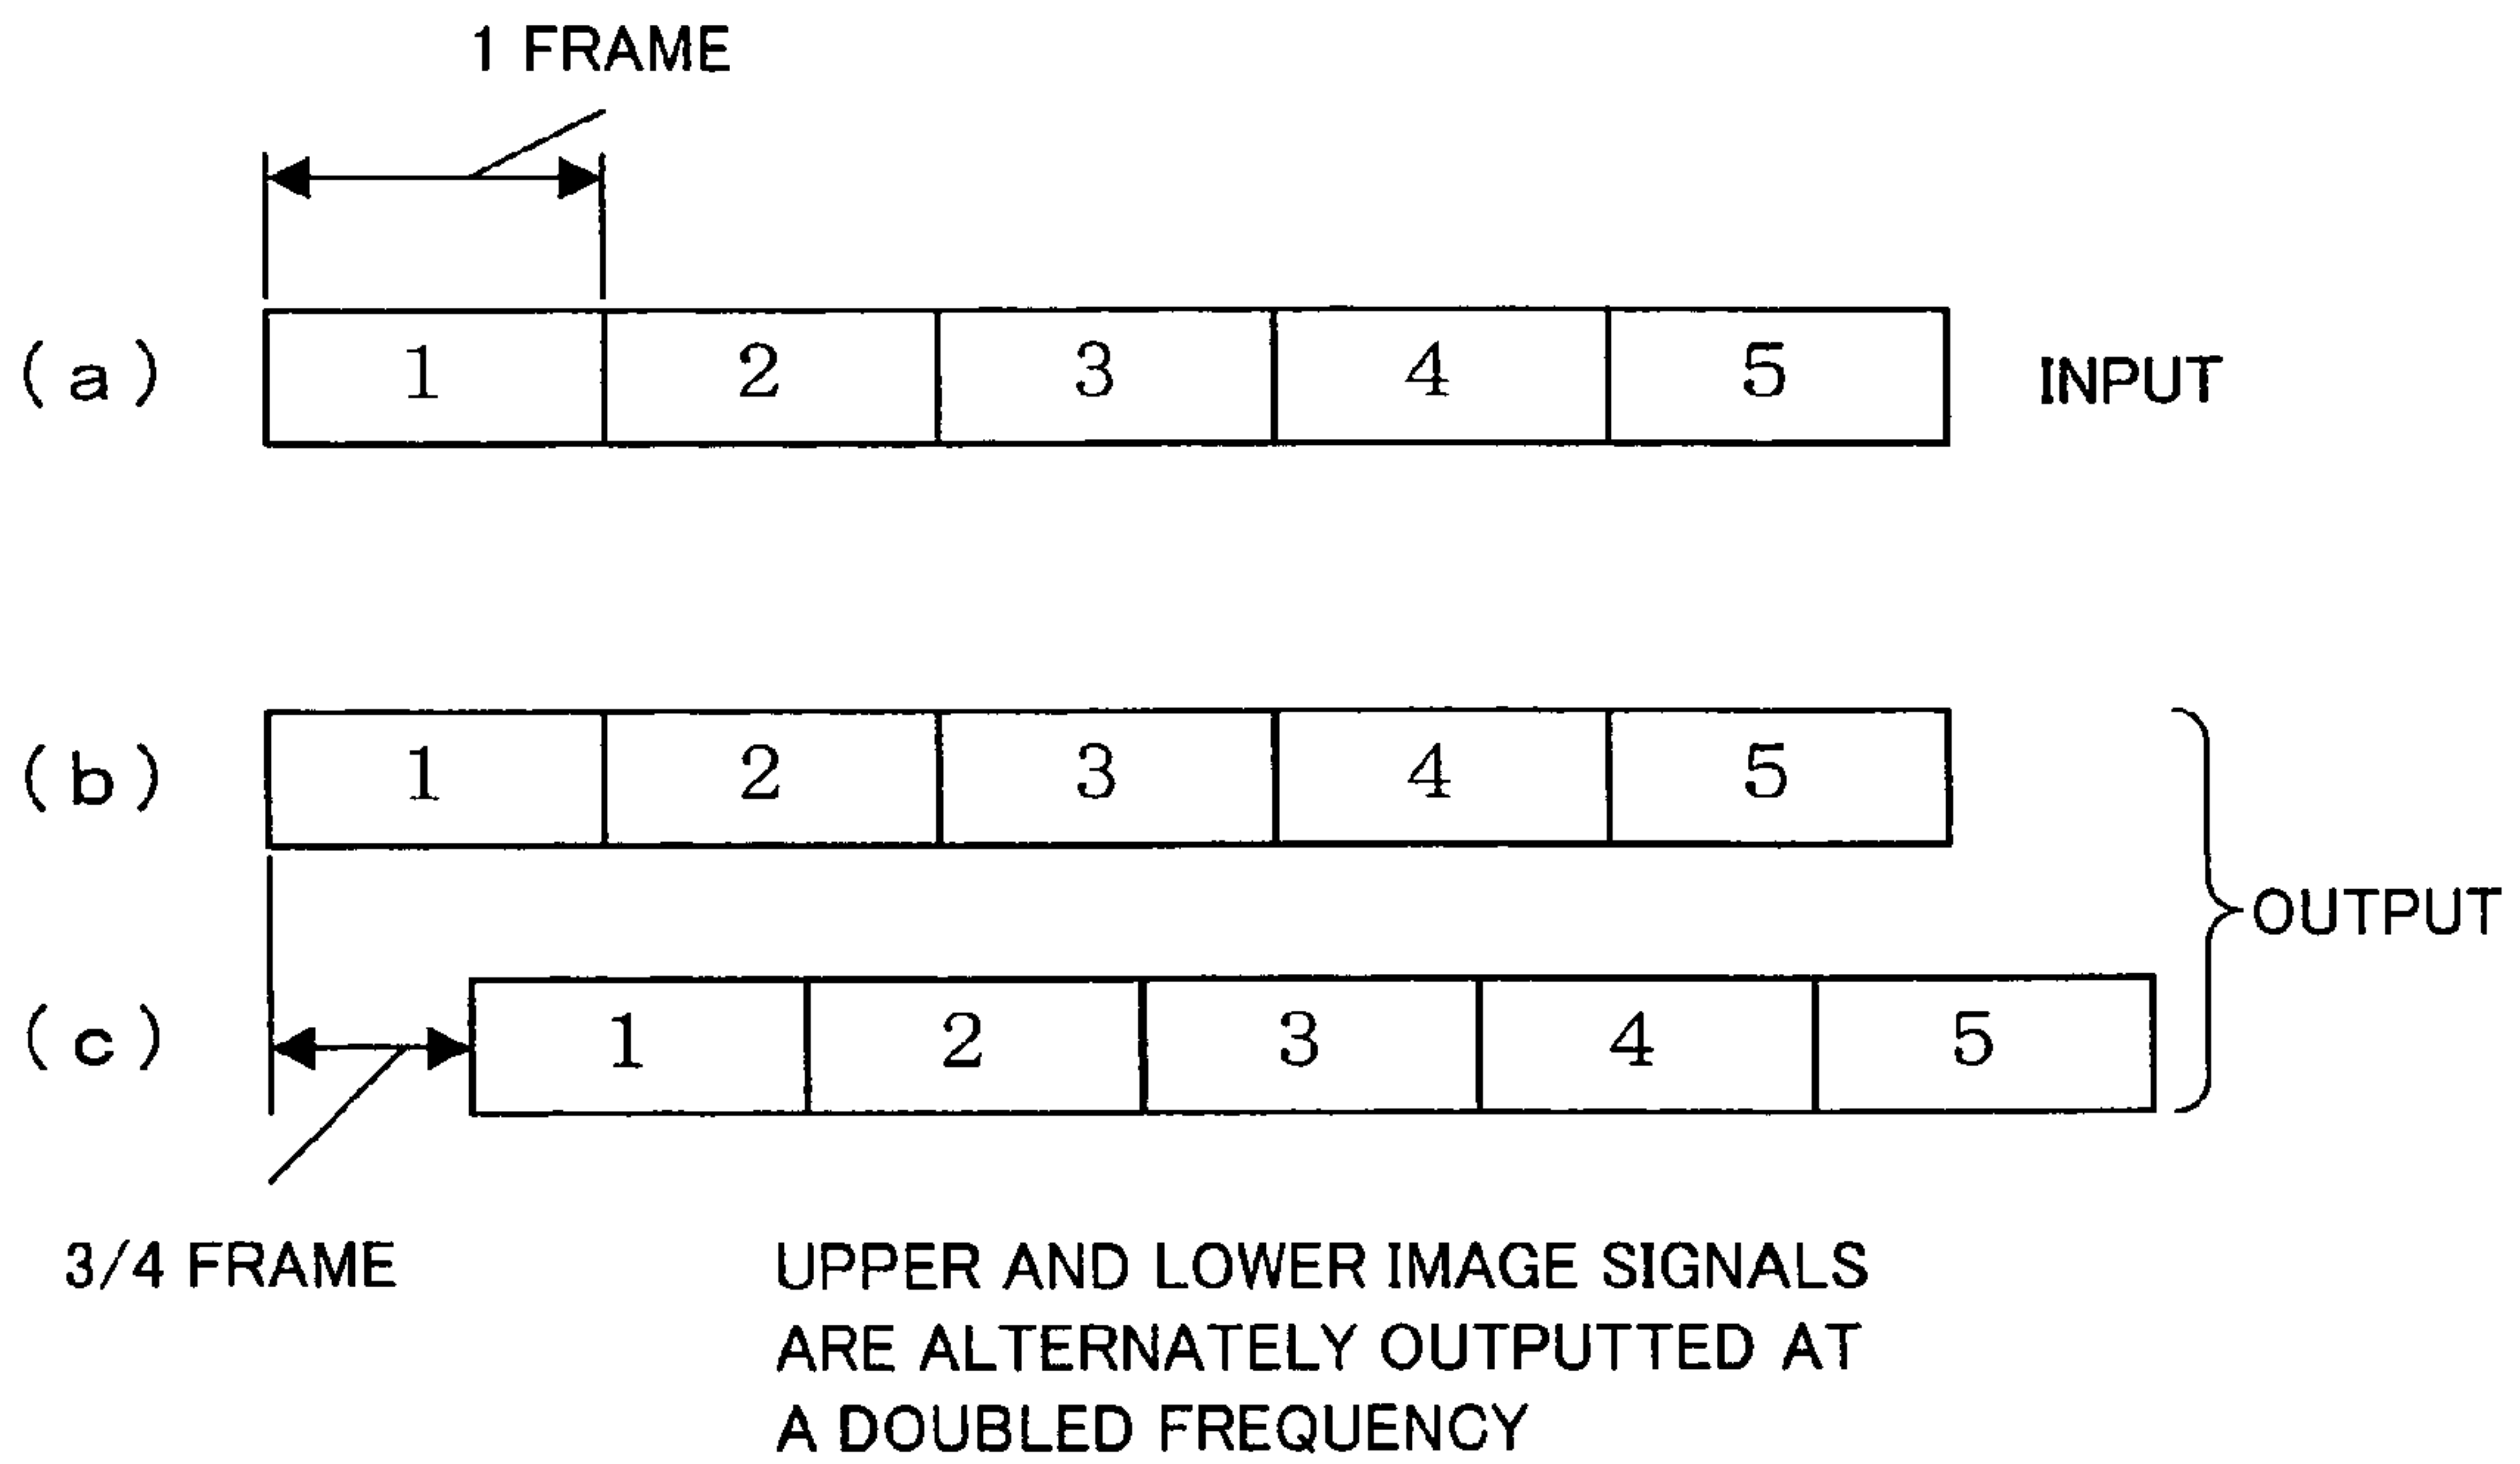 1 FRAME
(a) 1 2 3 4 5 INPUT
(b) 1 2 3 4 5
OUTPUT
(c) 1 2 3 4 5
3/4 FRAME
UPPER AND LOWER IMAGE SIGNALS
ARE ALTERNATELY OUTPUTTED AT
A DOUBLED FREQUENCY